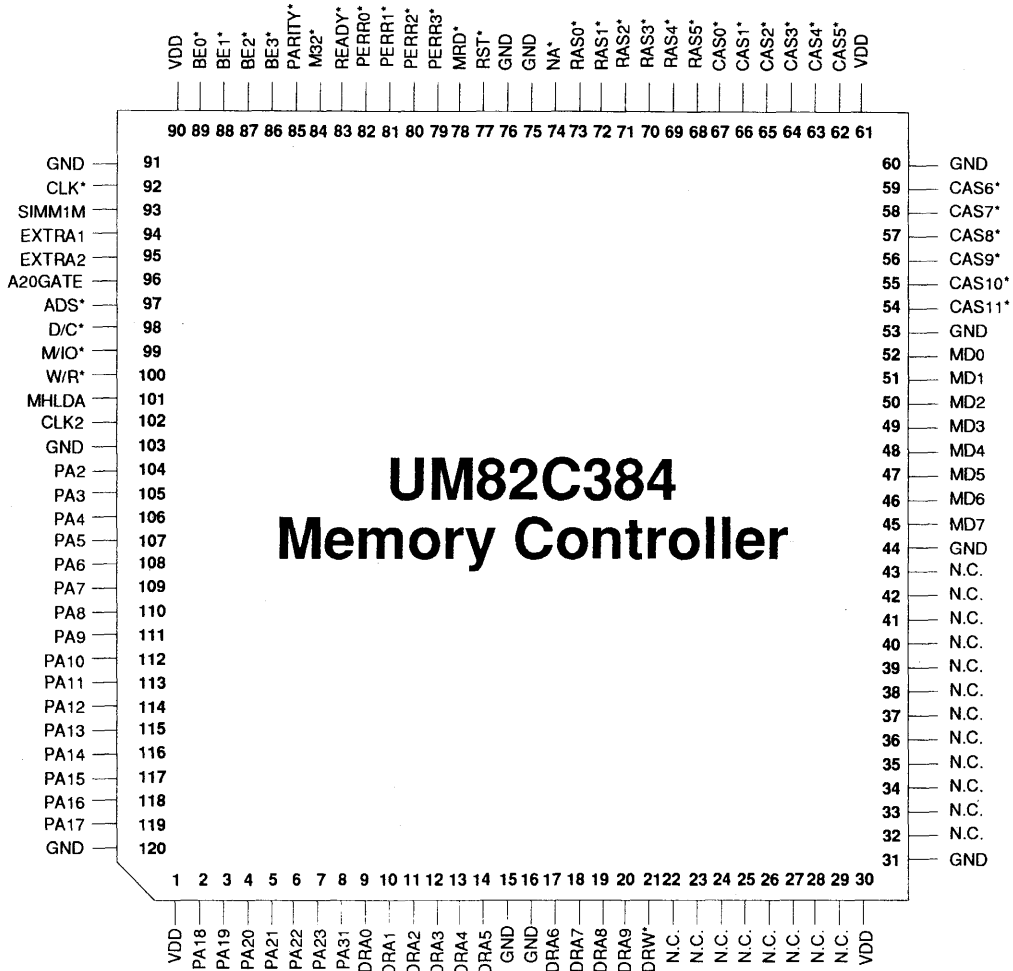 VDD
BE0*
BE1*
BE2*
BE3*
PARITY*
M32*
READY*
PERR0*
PERR1*
PERR2*
PERR3*
MRD*
RST*
GND
GND
NA*
RAS0*
RAS1*
RAS2*
RAS3*
RAS4*
RAS5*
CAS0*
CAS1*
CAS2*
CAS3*
CAS4*
CAS5*
VDD
90 89 88 87 86 85 84 83 82 81 80 79 78 77 76 75 74 73 72 71 70 69 68 67 66 65 64 63 62 61
GND 91
CLK* 92
SIMM1M 93
EXTRA1 94
EXTRA2 95
A20GATE 96
ADS* 97
D/C* 98
M/IO* 99
W/R* 100
MHLDA 101
CLK2 102
GND 103
PA2 104
PA3 105
PA4 106
PA5 107
PA6 108
PA7 109
PA8 110
PA9 111
PA10 112
PA11 113
PA12 114
PA13 115
PA14 116
PA15 117
PA16 118
PA17 119
GND 120
UM82C384
Memory Controller
60 GND
59 CAS6*
58 CAS7*
57 CAS8*
56 CAS9*
55 CAS10*
54 CAS11*
53 GND
52 MD0
51 MD1
50 MD2
49 MD3
48 MD4
47 MD5
46 MD6
45 MD7
44 GND
43 N.C.
42 N.C.
41 N.C.
40 N.C.
39 N.C.
38 N.C.
37 N.C.
36 N.C.
35 N.C.
34 N.C.
33 N.C.
32 N.C.
31 GND
1 2 3 4 5 6 7 8 9 10 11 12 13 14 15 16 17 18 19 20 21 22 23 24 25 26 27 28 29 30
VDD
PA18
PA19
PA20
PA21
PA22
PA23
PA31
DRA0
DRA1
DRA2
DRA3
DRA4
DRA5
GND
GND
DRA6
DRA7
DRA8
DRA9
DRW*
N.C.
N.C.
N.C.
N.C.
N.C.
N.C.
N.C.
N.C.
VDD